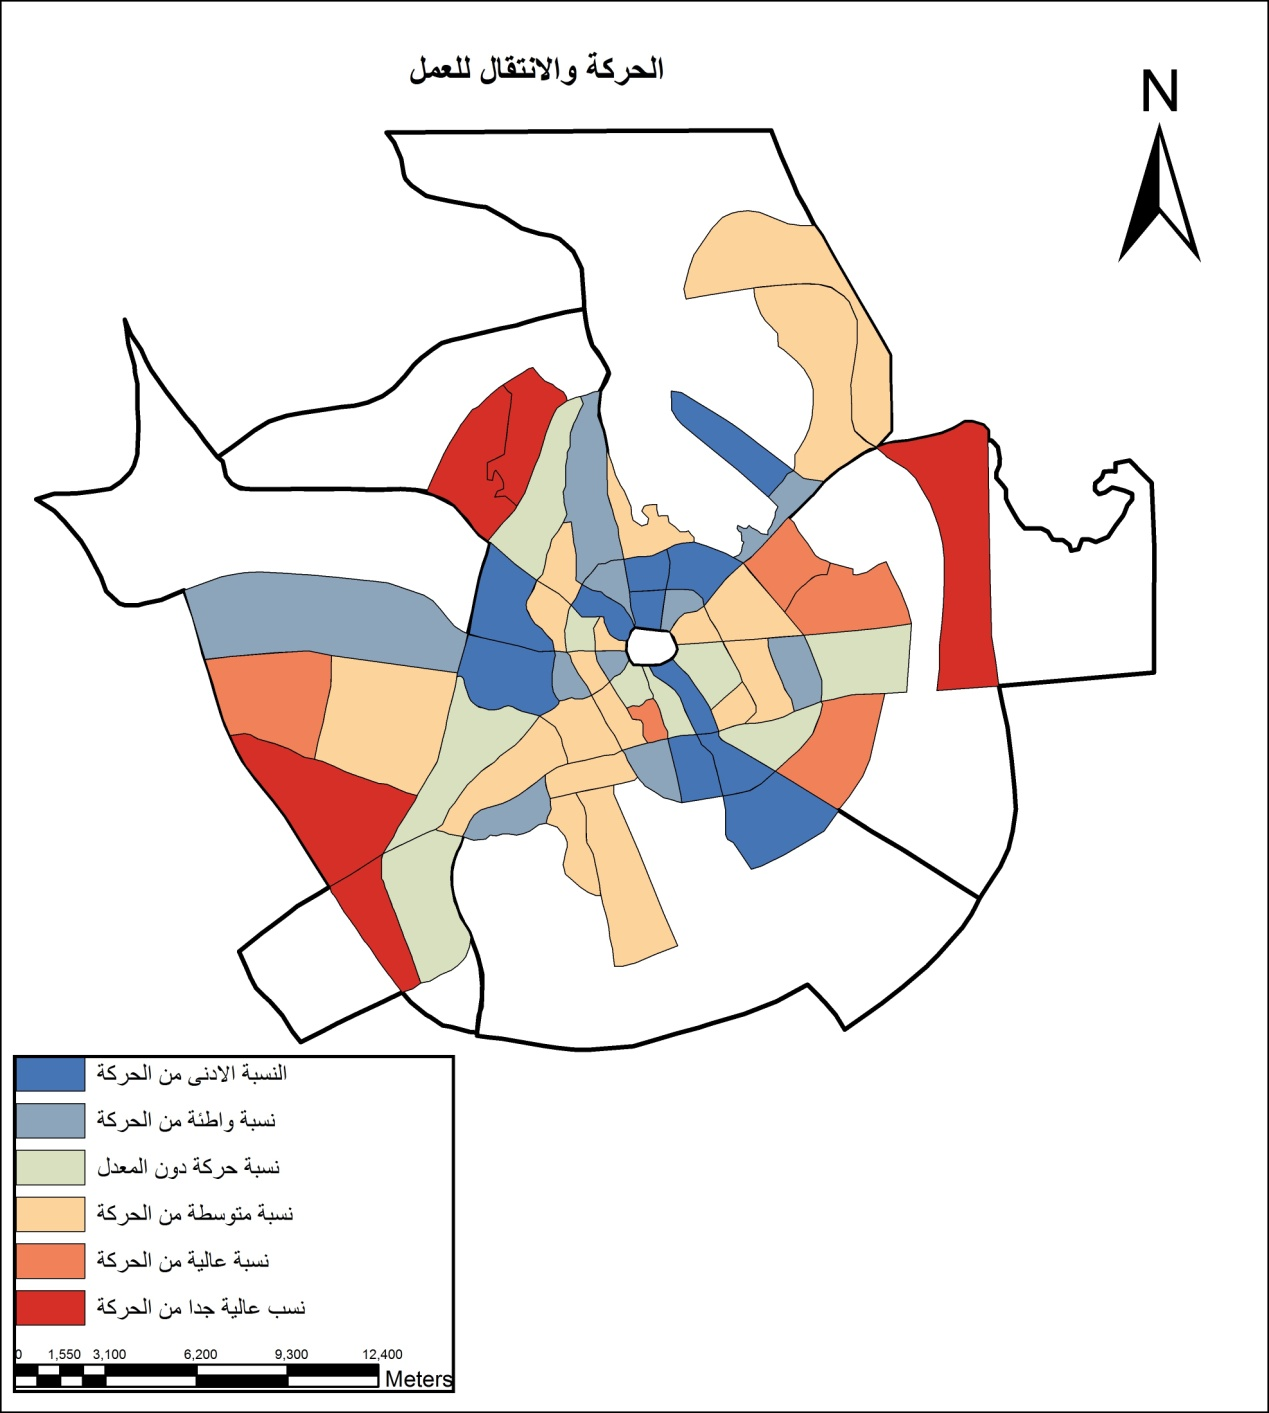 الحركة والانتقال للعمل
N
النسبة الادنى من الحركة
نسبة واطئة من الحركة
نسبة حركة دون المعدل
نسبة متوسطة من الحركة
نسبة عالية من الحركة
نسب عالية جدا من الحركة
0 1,550 3,100 6,200 9,300 12,400
Meters